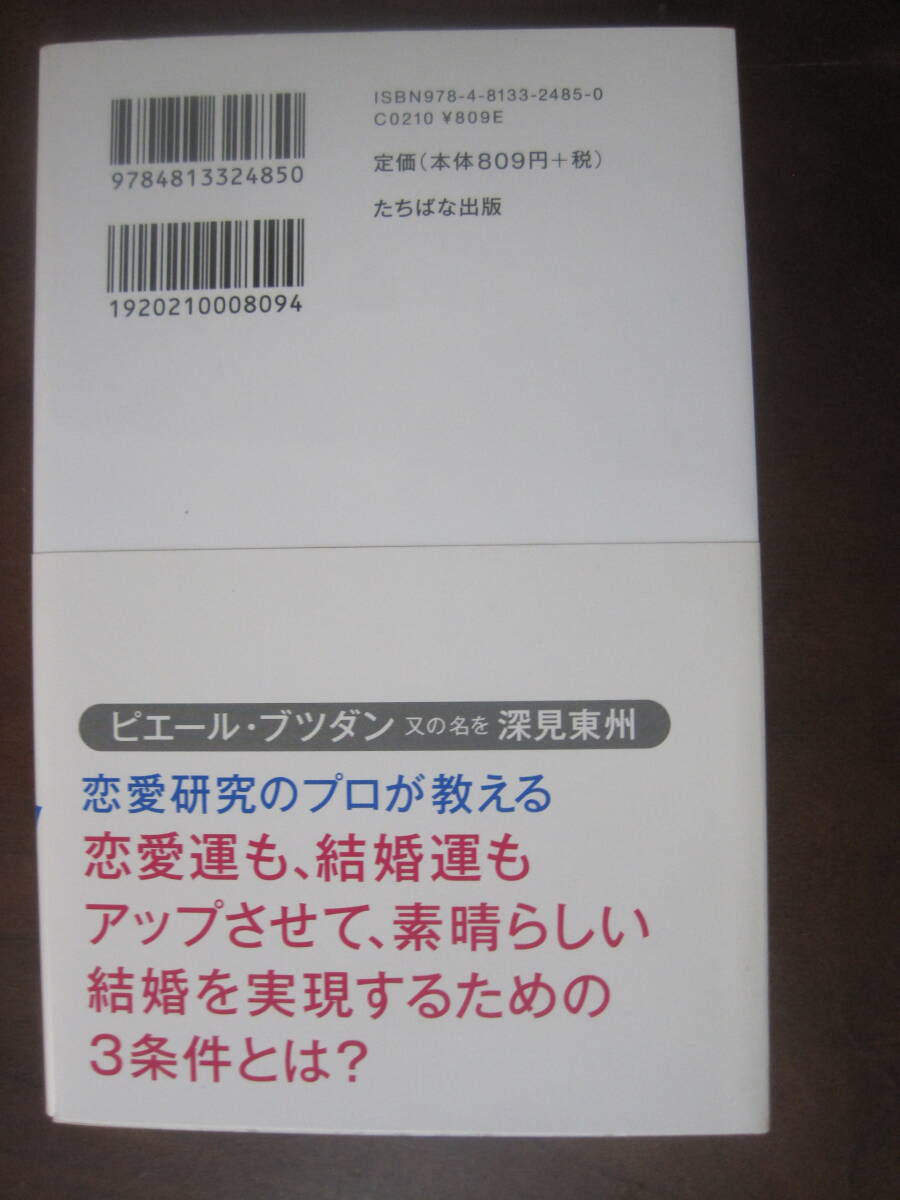 9784813324850
1920210008094
ISBN978-4-8133-2485-0
C0210 ¥809E
定価(本体809円+税)
たちばな出版
ピエール・ブツダン 又の名を 深見東州
恋愛研究のプロが教える
恋愛運も、結婚運も
アップさせて、素晴らしい
結婚を実現するための
3条件とは?